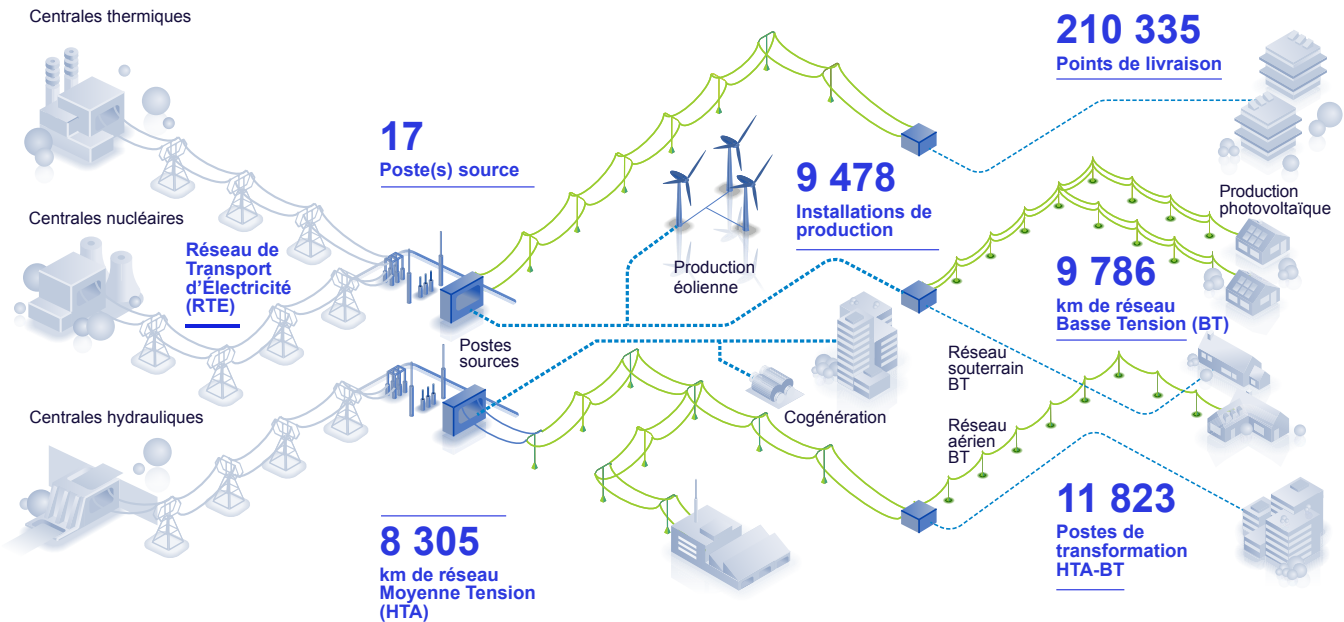 Centrales thermiques
Centrales nucléaires
Réseau de
Transport
d'Électricité
(RTE)
Centrales hydrauliques
17
Poste(s) source
Postes
sources
8 305
km de réseau
Moyenne Tension
(HTA)
Production
éolienne
9 478
Installations de
production
Cogénération
210 335
Points de livraison
Production
photovoltaïque
9 786
km de réseau
Basse Tension (BT)
Réseau
souterrain
BT
Réseau
aérien
BT
11 823
Postes de
transformation
HTA-BT